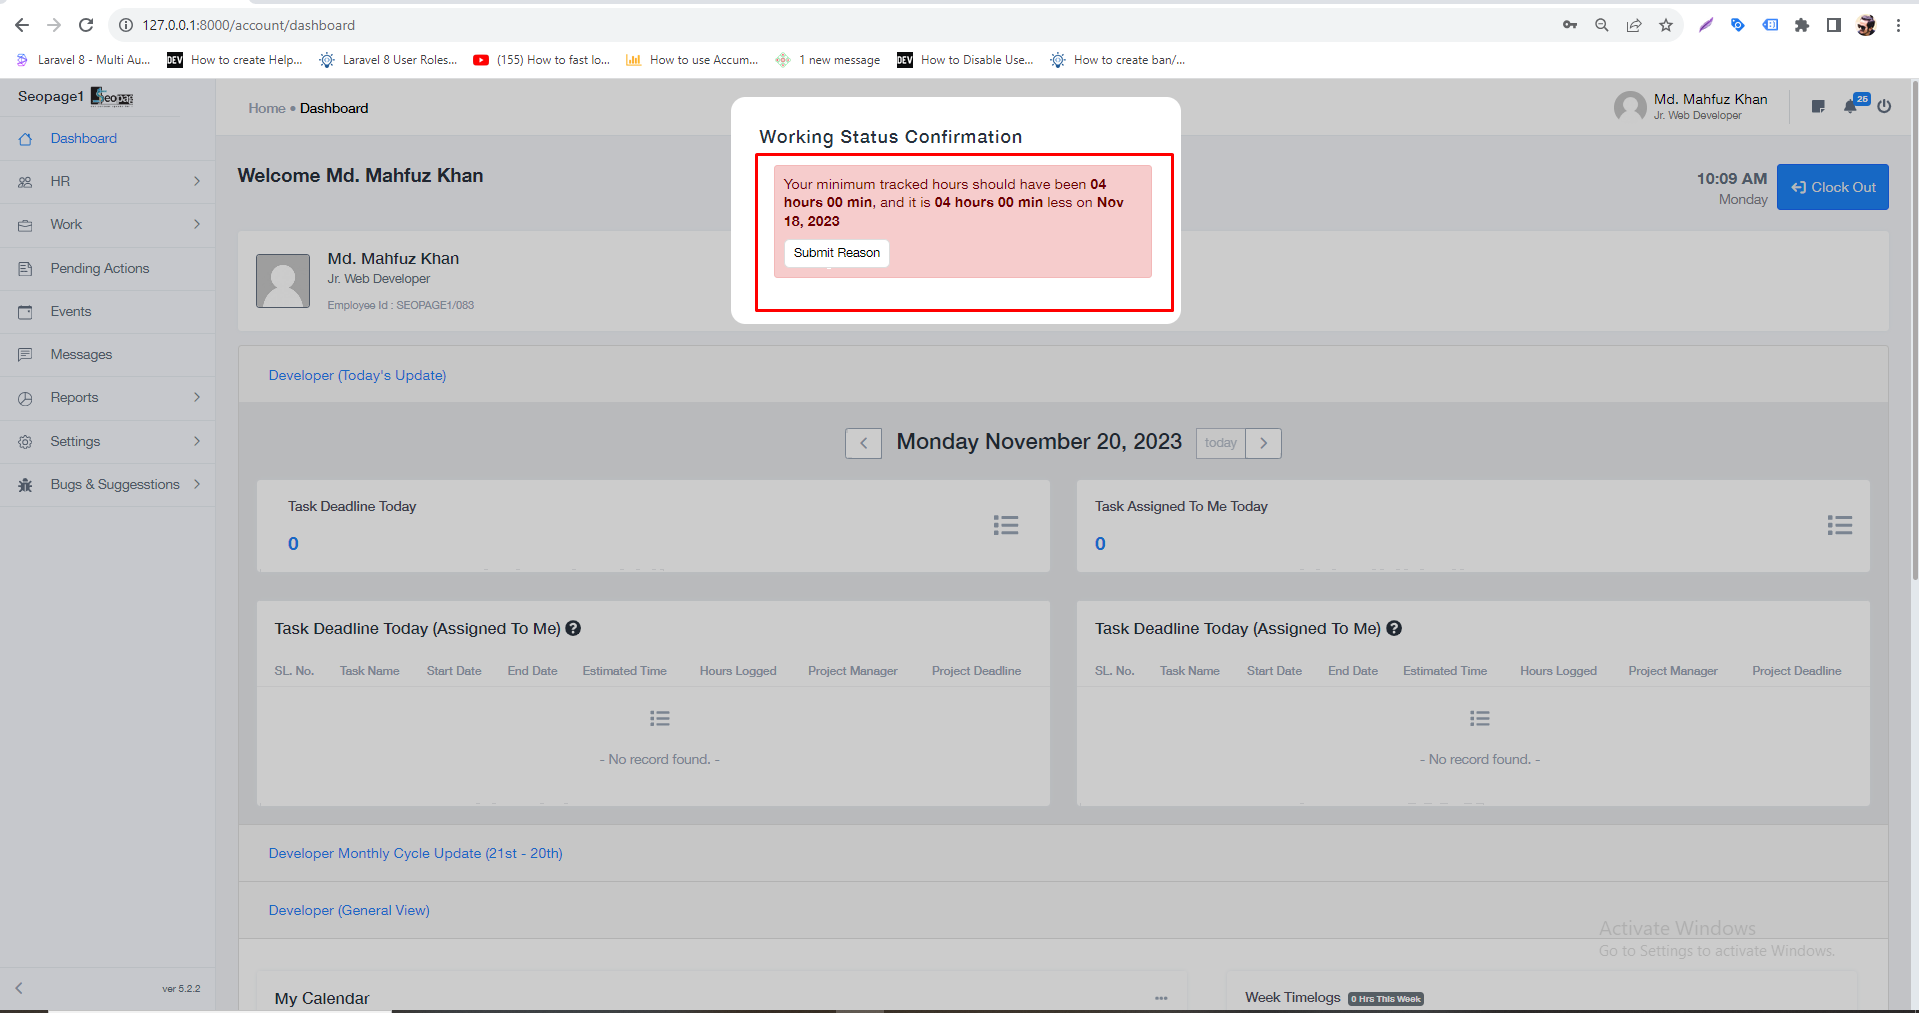 127.0.0.1:8000/account/dashboard
Laravel 8 - Multi Au...
DEV How to create Help...
Laravel 8 User Roles...
(155) How to fast lo...
How to use Accum...
1 new message
DEV How to Disable Use...
How to create ban/...
Seopage1
Seopag
Home • Dashboard
Md. Mahfuz Khan
Jr. Web Developer
25
Dashboard
HR
Work
Pending Actions
Events
Messages
Reports
Settings
Bugs & Suggesstions
ver 5.2.2
Working Status Confirmation
Your minimum tracked hours should have been 04
hours 00 min, and it is 04 hours 00 min less on Nov
18, 2023
Submit Reason
Welcome Md. Mahfuz Khan
10:09 AM
Monday
Clock Out
Md. Mahfuz Khan
Jr. Web Developer
Employee Id : SEOPAGE1/083
Developer (Today's Update)
Monday November 20, 2023
today
Task Deadline Today
0
Task Assigned To Me Today
0
Task Deadline Today (Assigned To Me)
SL. No. Task Name Start Date End Date Estimated Time Hours Logged Project Manager Project Deadline
- No record found. -
Task Deadline Today (Assigned To Me)
SL. No. Task Name Start Date End Date Estimated Time Hours Logged Project Manager Project Deadline
- No record found. -
Developer Monthly Cycle Update (21st - 20th)
Developer (General View)
Activate Windows
Go to Settings to activate Windows.
My Calendar
Week Timelogs 0 Hrs This Week